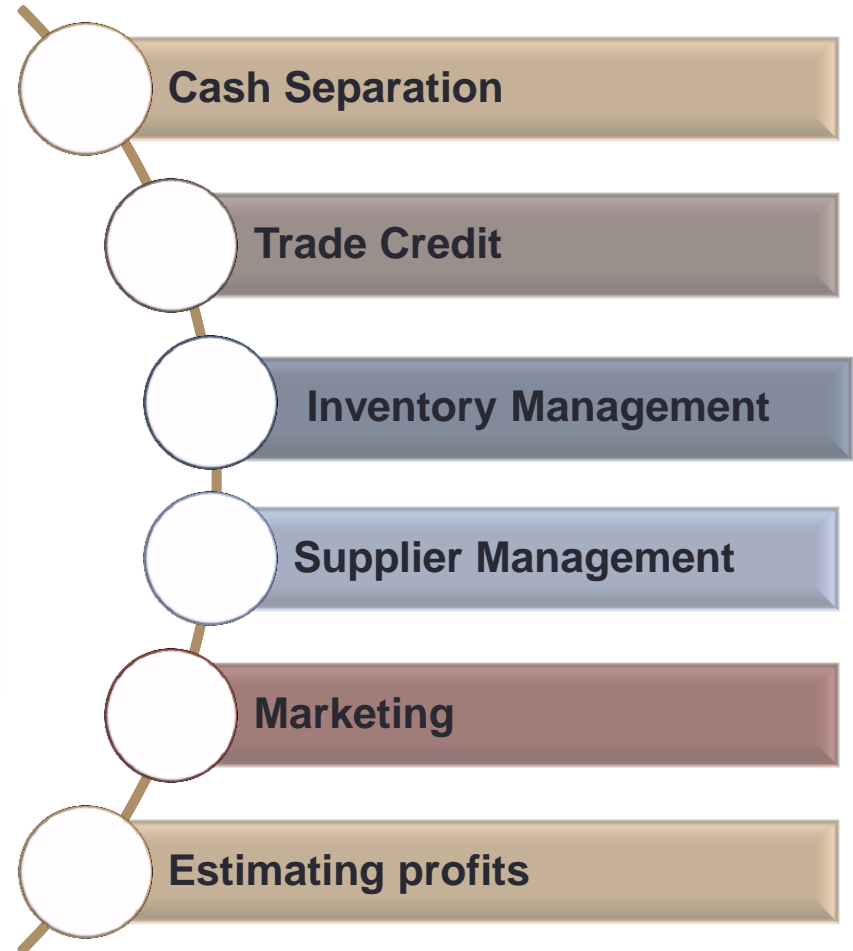 Cash Separation
Trade Credit
Inventory Management
Supplier Management
Marketing
Estimating profits